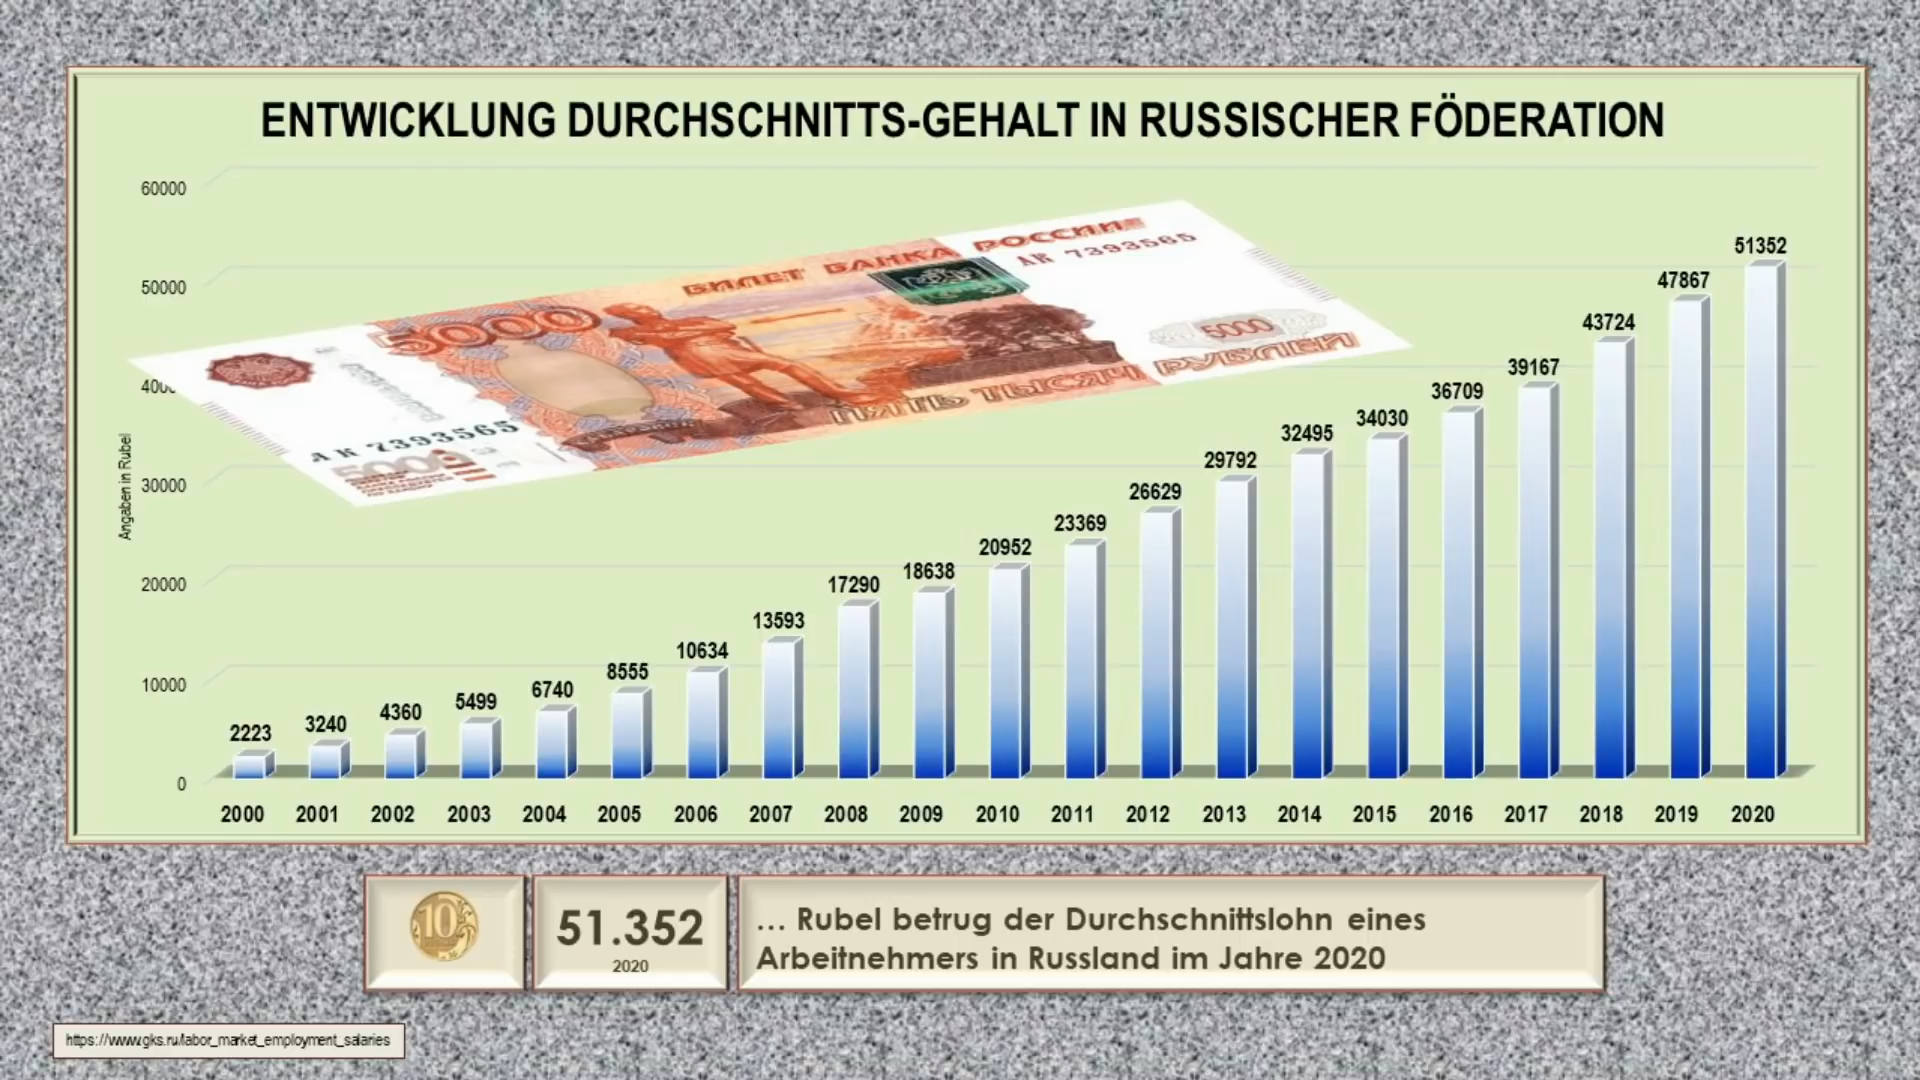 ENTWICKLUNG DURCHSCHNITTS-GEHALT IN RUSSISCHER FÖDERATION
60000
50000
30000
20000
10000
0
Angaben in Rubel
БИЛЕТ БАНКА РОССИИ
АК 7393565
5000
5000
РУБЛЕЙ
ПЯТЬ ТЫСЯЧ
АК 7393565
5000
2223 3240 4360 5499 6740 8555 10634 13593 17290 18638 20952 23369 26629 29792 32495 34030 36709 39167 43724 47867 51352
2000 2001 2002 2003 2004 2005 2006 2007 2008 2009 2010 2011 2012 2013 2014 2015 2016 2017 2018 2019 2020
10
51.352
2020
… Rubel betrug der Durchschnittslohn eines
Arbeitnehmers in Russland im Jahre 2020
https://www.gks.ru/labor_market_employment_salaries